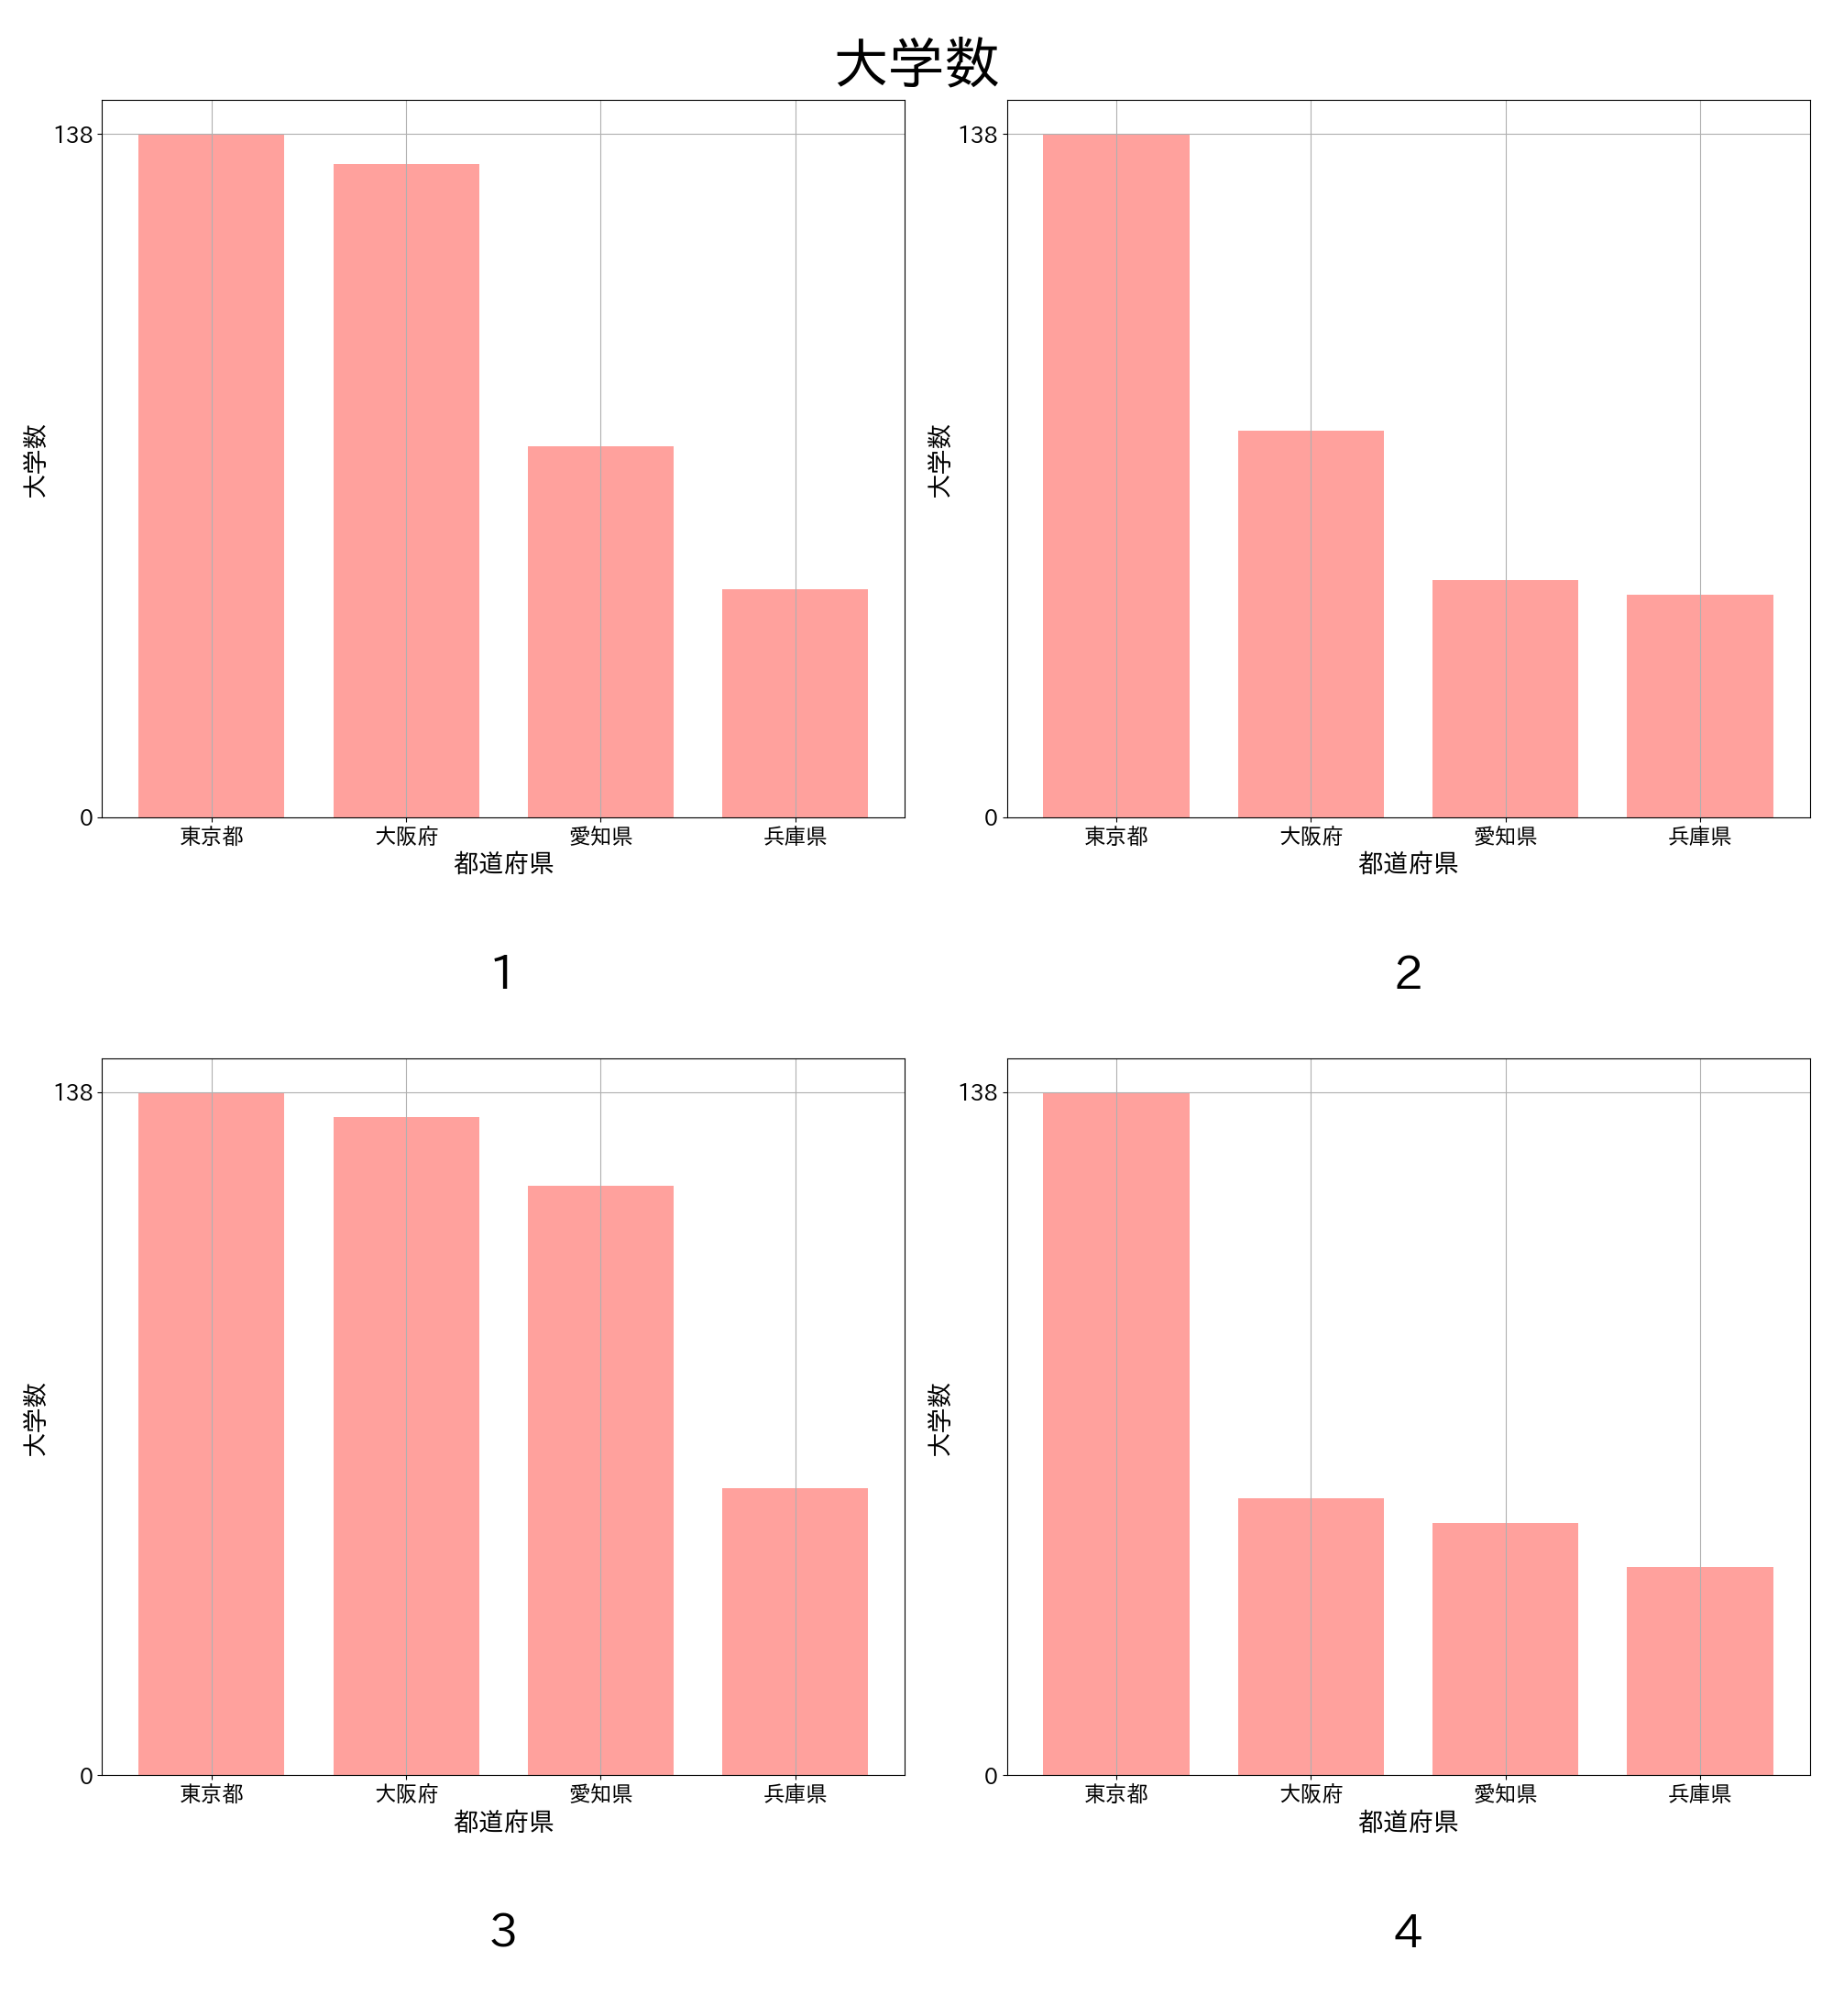 大学数
138
0
大学数
東京都 大阪府 愛知県 兵庫県
都道府県
1
138
0
大学数
東京都 大阪府 愛知県 兵庫県
都道府県
2
138
0
大学数
東京都 大阪府 愛知県 兵庫県
都道府県
3
138
0
大学数
東京都 大阪府 愛知県 兵庫県
都道府県
4